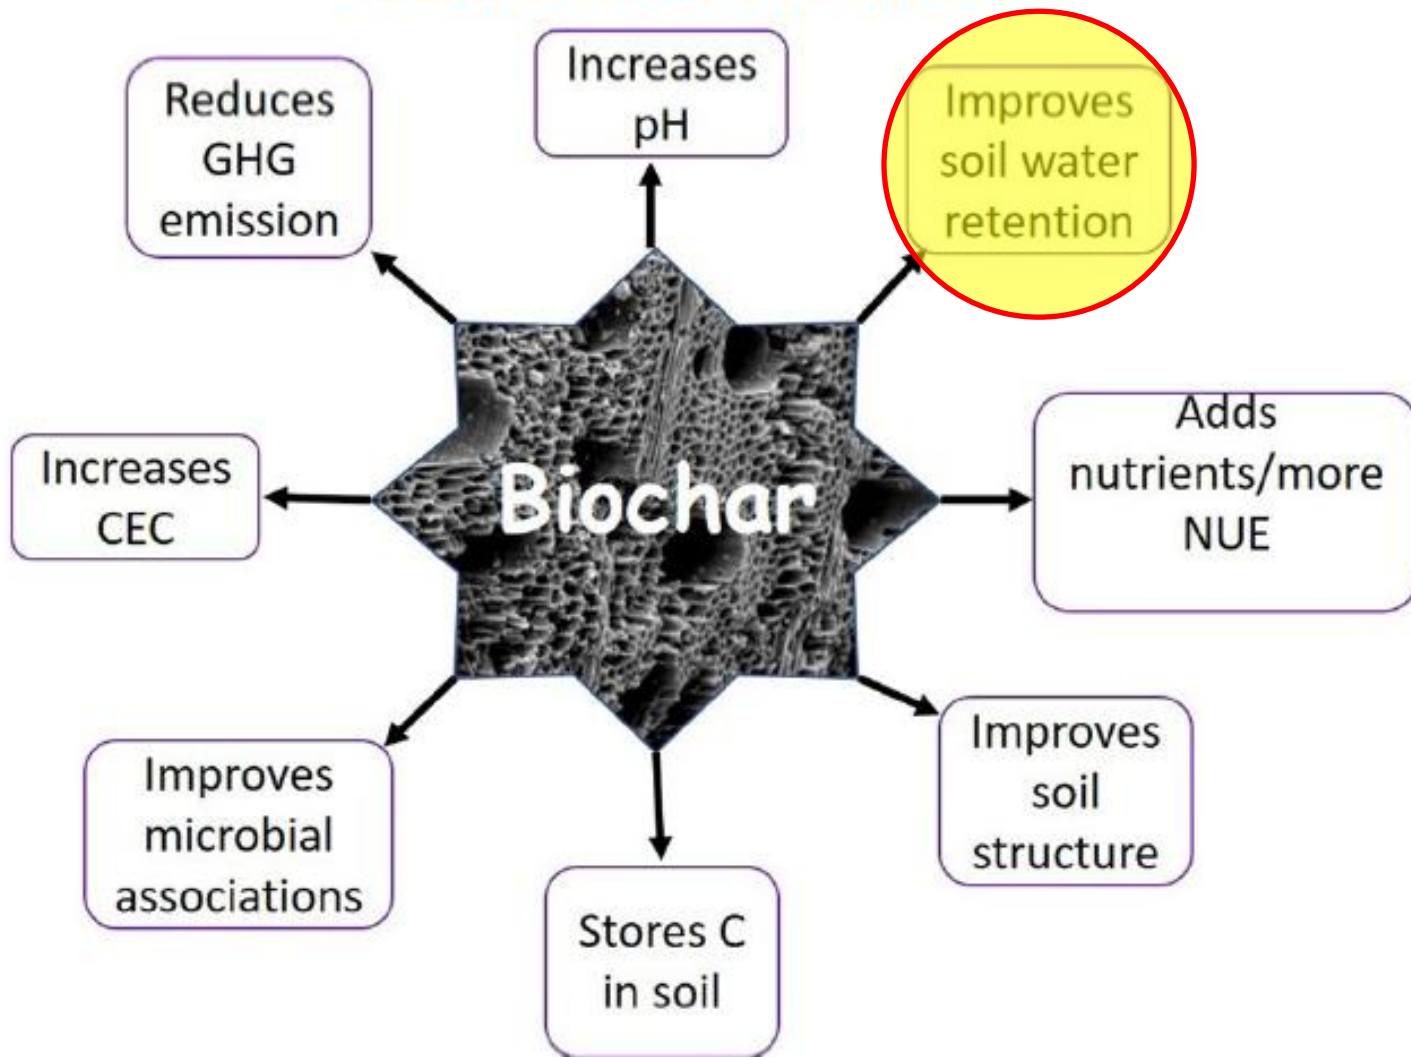 Increases
pH
Reduces
GHG
emission
Improves
soil water
retention
Increases
CEC
Biochar
Adds
nutrients/more
NUE
Improves
microbial
associations
Improves
soil
structure
Stores C
in soil